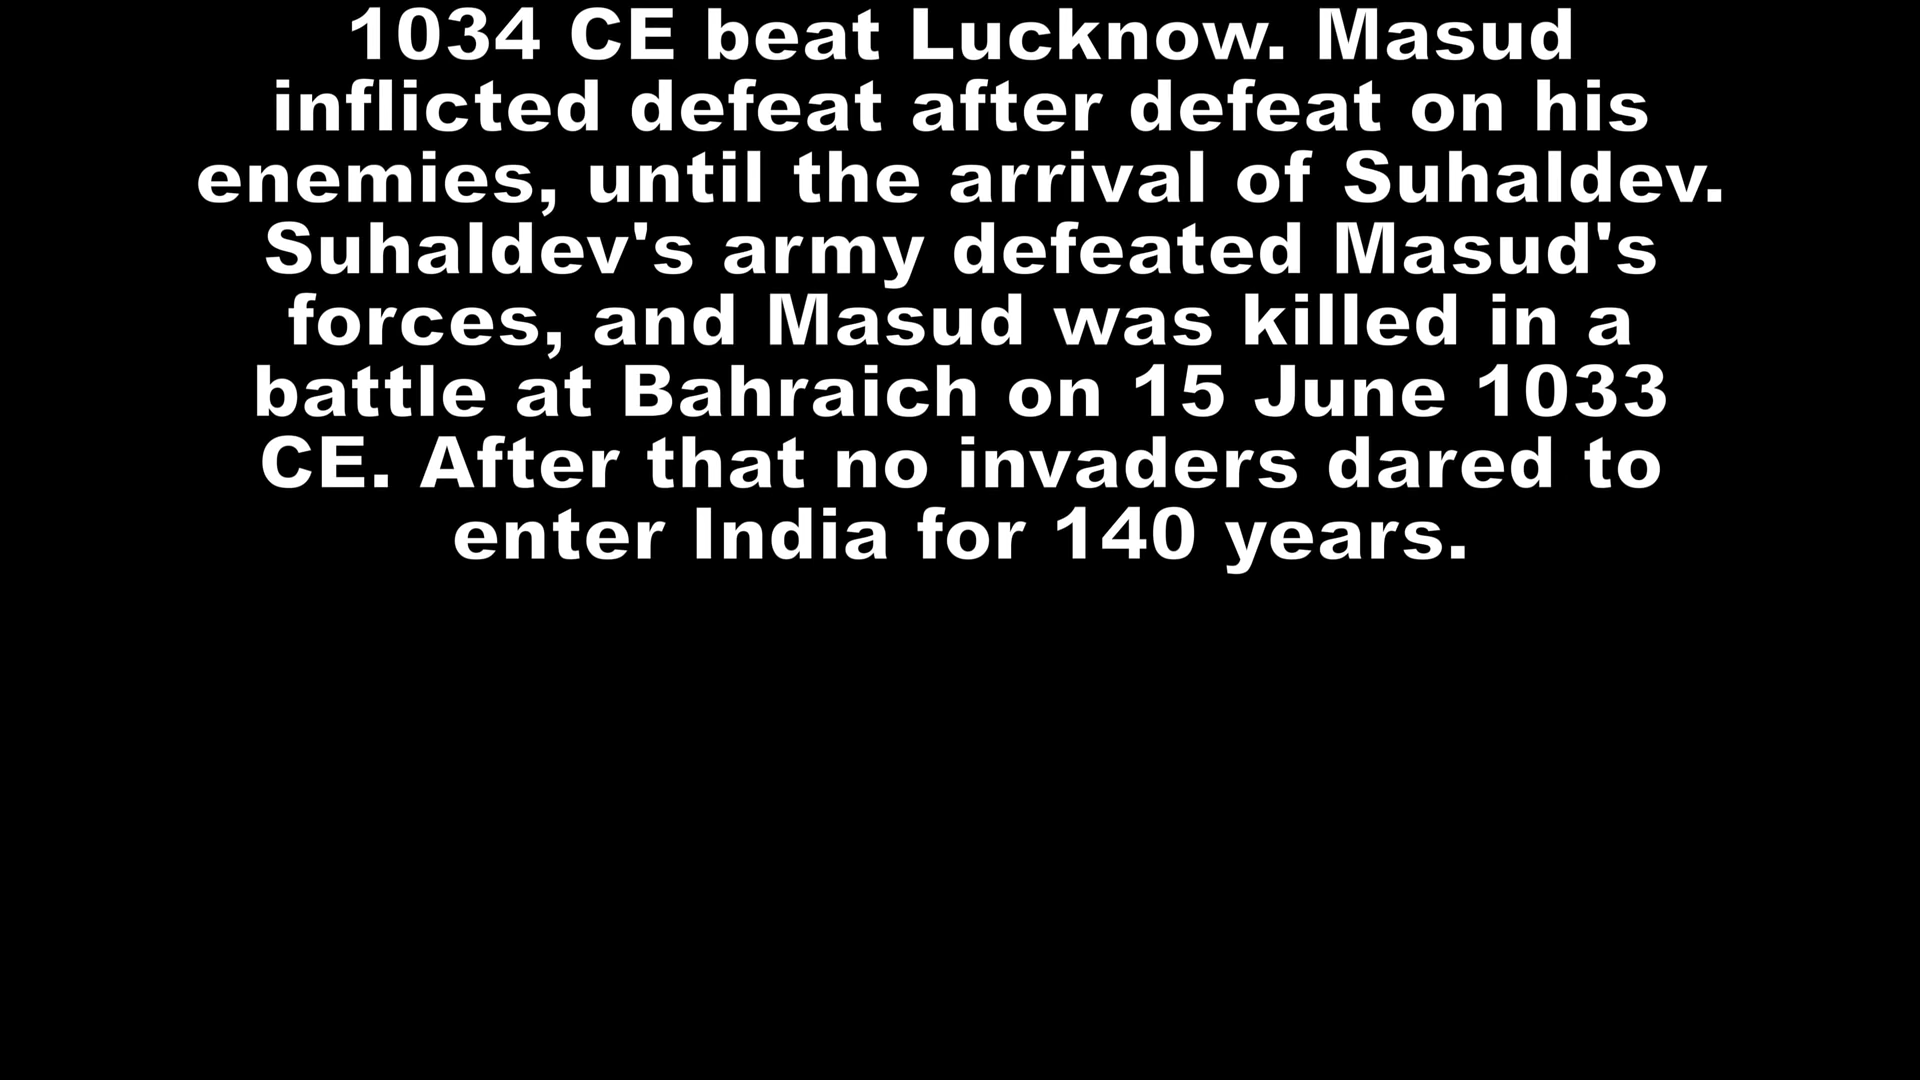 1034 CE beat Lucknow. Masud
inflicted defeat after defeat on his
enemies, until the arrival of Suhaldev.
Suhaldev's army defeated Masud's
forces, and Masud was killed in a
battle at Bahraich on 15 June 1033
CE. After that no invaders dared to
enter India for 140 years.